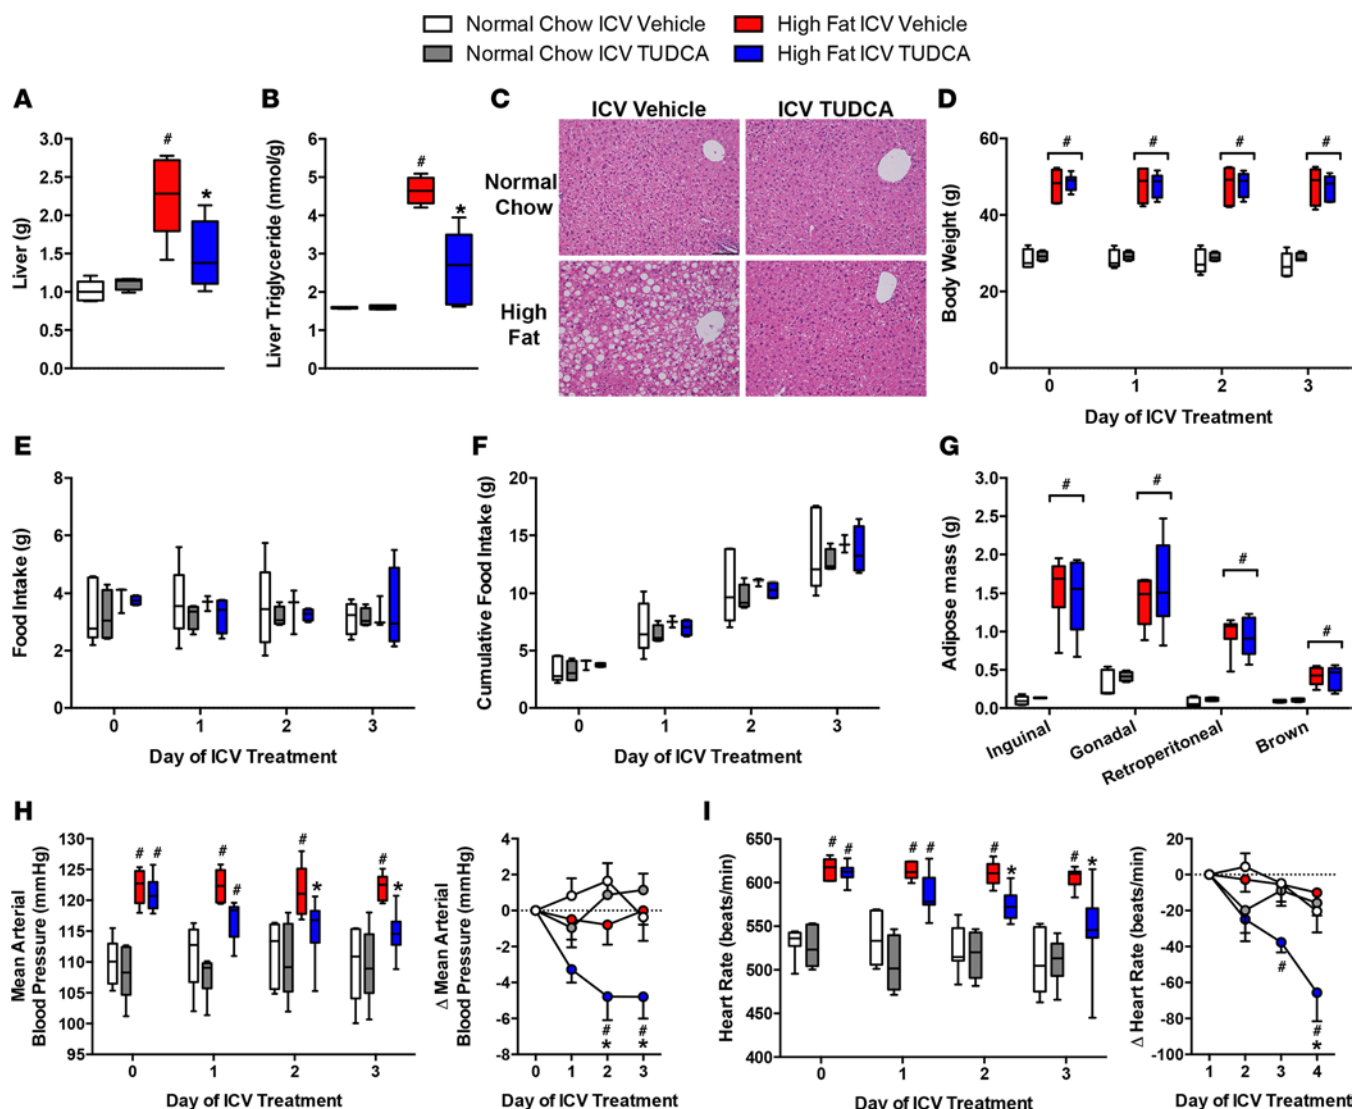 Normal Chow ICV Vehicle
High Fat ICV Vehicle
Normal Chow ICV TUDCA
High Fat ICV TUDCA
A
Liver (g)
3.0
2.5
2.0
1.5
1.0
0.5
0.0
#
*
B
Liver Triglyceride (nmol/g)
6
5
4
3
2
1
0
#
*
C
ICV Vehicle
ICV TUDCA
Normal
Chow
High
Fat
D
Body Weight (g)
60
40
20
0
# # # #
0 1 2 3
Day of ICV Treatment
E
Food Intake (g)
8
6
4
2
0
0 1 2 3
Day of ICV Treatment
F
Cumulative Food Intake (g)
20
15
10
5
0
0 1 2 3
Day of ICV Treatment
G
Adipose mass (g)
3.0
2.5
2.0
1.5
1.0
0.5
0.0
# # # #
Inguinal
Gonadal
Retroperitoneal
Brown
H
Mean Arterial
Blood Pressure (mmHg)
130
125
120
115
110
105
100
95
# # # # # * # *
0 1 2 3
Day of ICV Treatment
Δ Mean Arterial
Blood Pressure (mmHg)
4
2
0
-2
-4
-6
-8
# #
* *
0 1 2 3
Day of ICV Treatment
I
Heart Rate (beats/min)
650
600
550
500
450
400
# # # # # * # *
0 1 2 3
Day of ICV Treatment
Δ Heart Rate (beats/min)
20
0
-20
-40
-60
-80
-100
#
#
*
1 2 3 4
Day of ICV Treatment